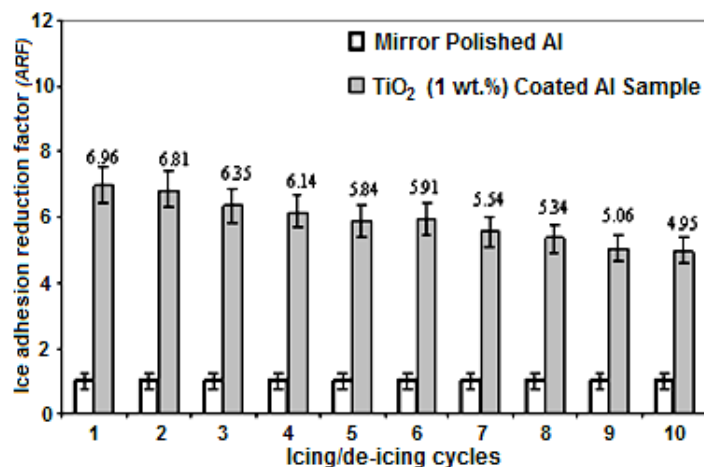 12
10
8
6
4
2
0
Ice adhesion reduction factor (ARF)
Mirror Polished Al
TiO₂ (1 wt.%) Coated Al Sample
6.96 6.81 6.35 6.14 5.84 5.91 5.54 5.34 5.06 4.95
1 2 3 4 5 6 7 8 9 10
Icing/de-icing cycles